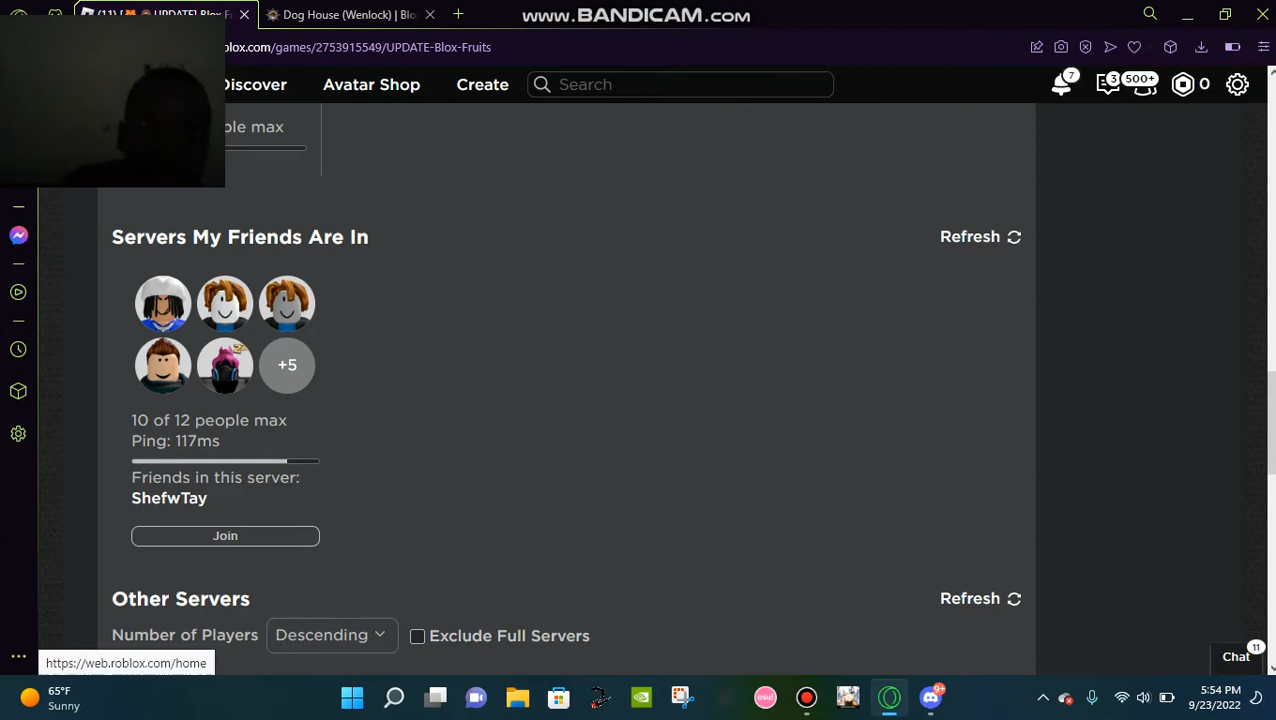 www.BANDICAM.com
Dog House (Wenlock) | Blo
blox.com/games/2753915549/UPDATE-Blox-Fruits
Discover
Avatar Shop
Create
Search
7
3
500+
0
ple max
Servers My Friends Are In
Refresh
+5
10 of 12 people max
Ping: 117ms
Friends in this server:
ShefwTay
Join
Other Servers
Refresh
Number of Players
Descending
Exclude Full Servers
https://web.roblox.com/home
Chat
11
65°F
Sunny
osu!
9+
5:54 PM
9/23/2022